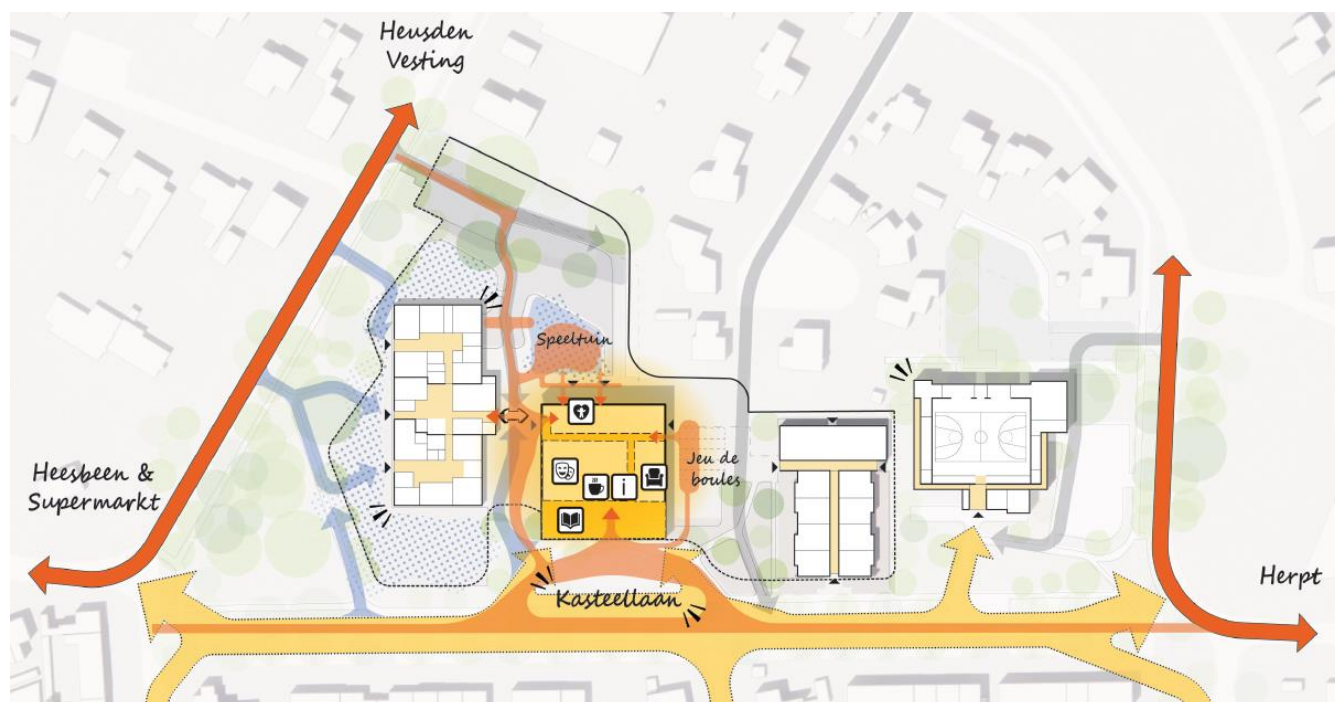 Heusden
Vesting
Speeltuin
Jeu de
boules
i
Heesbeen &
Supermarkt
Kasteellaan
Herpt